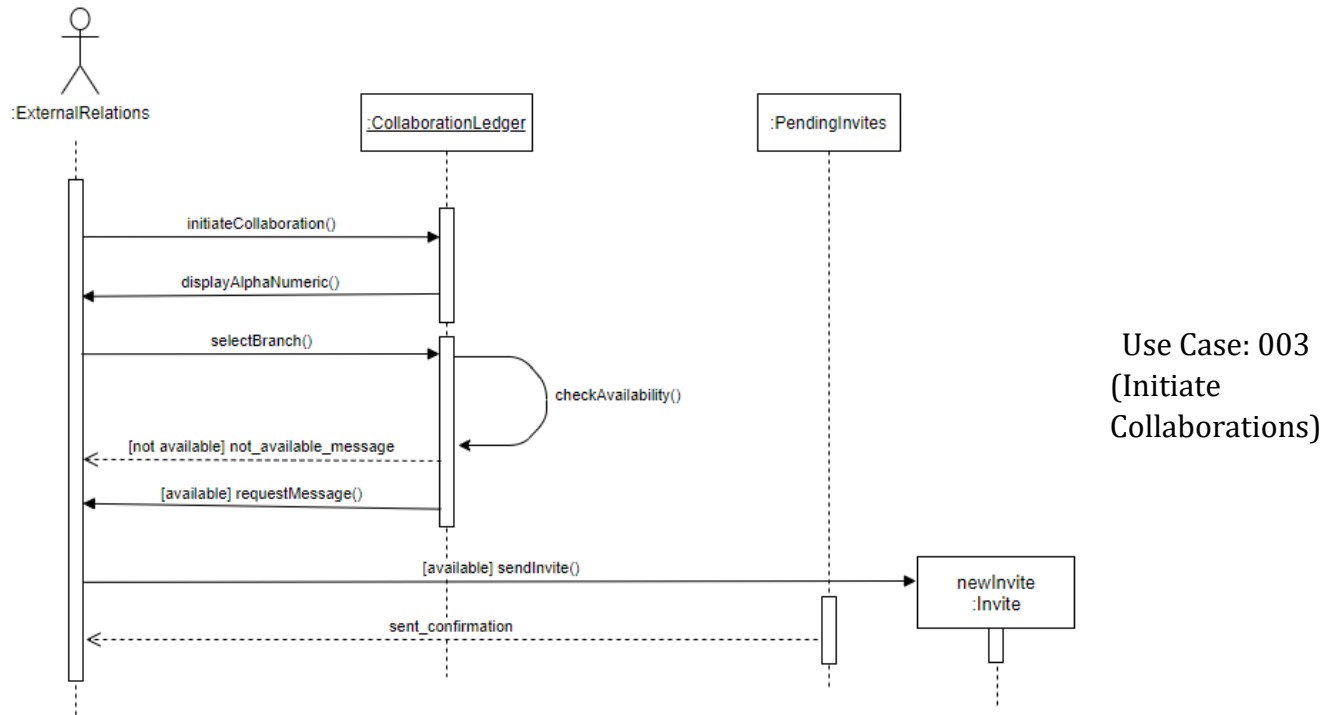 :ExternalRelations
:CollaborationLedger
:PendingInvites
initiateCollaboration()
displayAlphaNumeric()
selectBranch()
checkAvailability()
[not available] not_available_message
[available] requestMessage()
[available] sendInvite()
newInvite
:Invite
sent_confirmation
Use Case: 003
(Initiate
Collaborations)